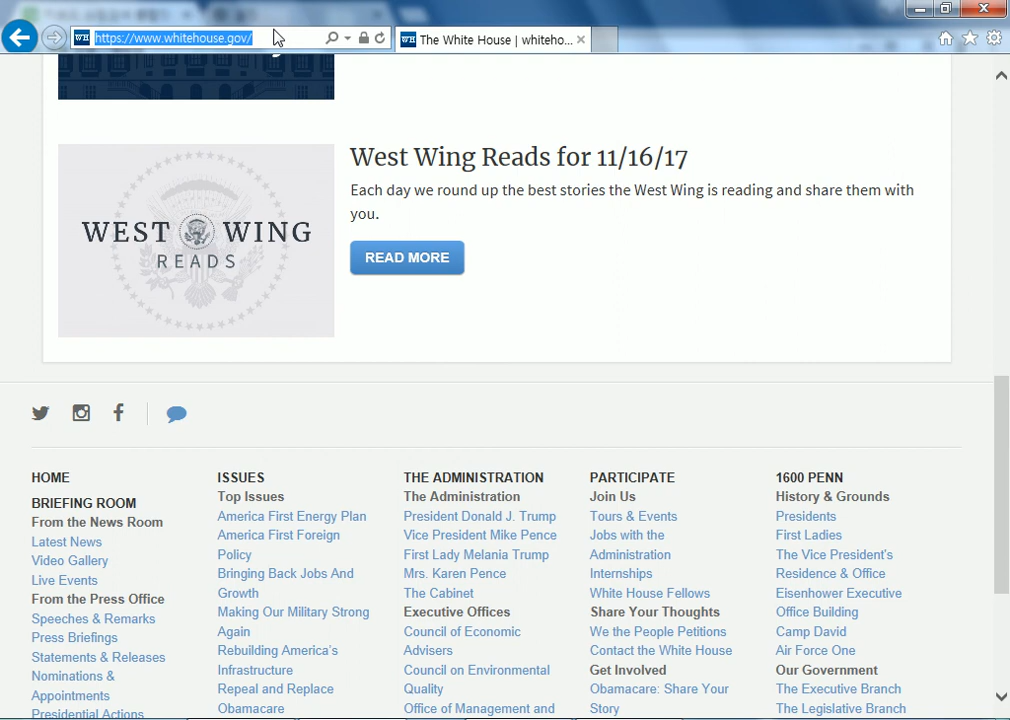 WH https://www.whitehouse.gov/
WH The White House | whiteho...
West Wing Reads for 11/16/17
Each day we round up the best stories the West Wing is reading and share them with
you.
WEST WING
READS
READ MORE
HOME
BRIEFING ROOM
From the News Room
Latest News
Video Gallery
Live Events
From the Press Office
Speeches & Remarks
Press Briefings
Statements & Releases
Nominations &
Appointments
Presidential Actions
ISSUES
Top Issues
America First Energy Plan
America First Foreign
Policy
Bringing Back Jobs And
Growth
Making Our Military Strong
Again
Rebuilding America's
Infrastructure
Repeal and Replace
Obamacare
THE ADMINISTRATION
The Administration
President Donald J. Trump
Vice President Mike Pence
First Lady Melania Trump
Mrs. Karen Pence
The Cabinet
Executive Offices
Council of Economic
Advisers
Council on Environmental
Quality
Office of Management and
PARTICIPATE
Join Us
Tours & Events
Jobs with the
Administration
Internships
White House Fellows
Share Your Thoughts
We the People Petitions
Contact the White House
Get Involved
Obamacare: Share Your
Story
1600 PENN
History & Grounds
Presidents
First Ladies
The Vice President's
Residence & Office
Eisenhower Executive
Office Building
Camp David
Air Force One
Our Government
The Executive Branch
The Legislative Branch